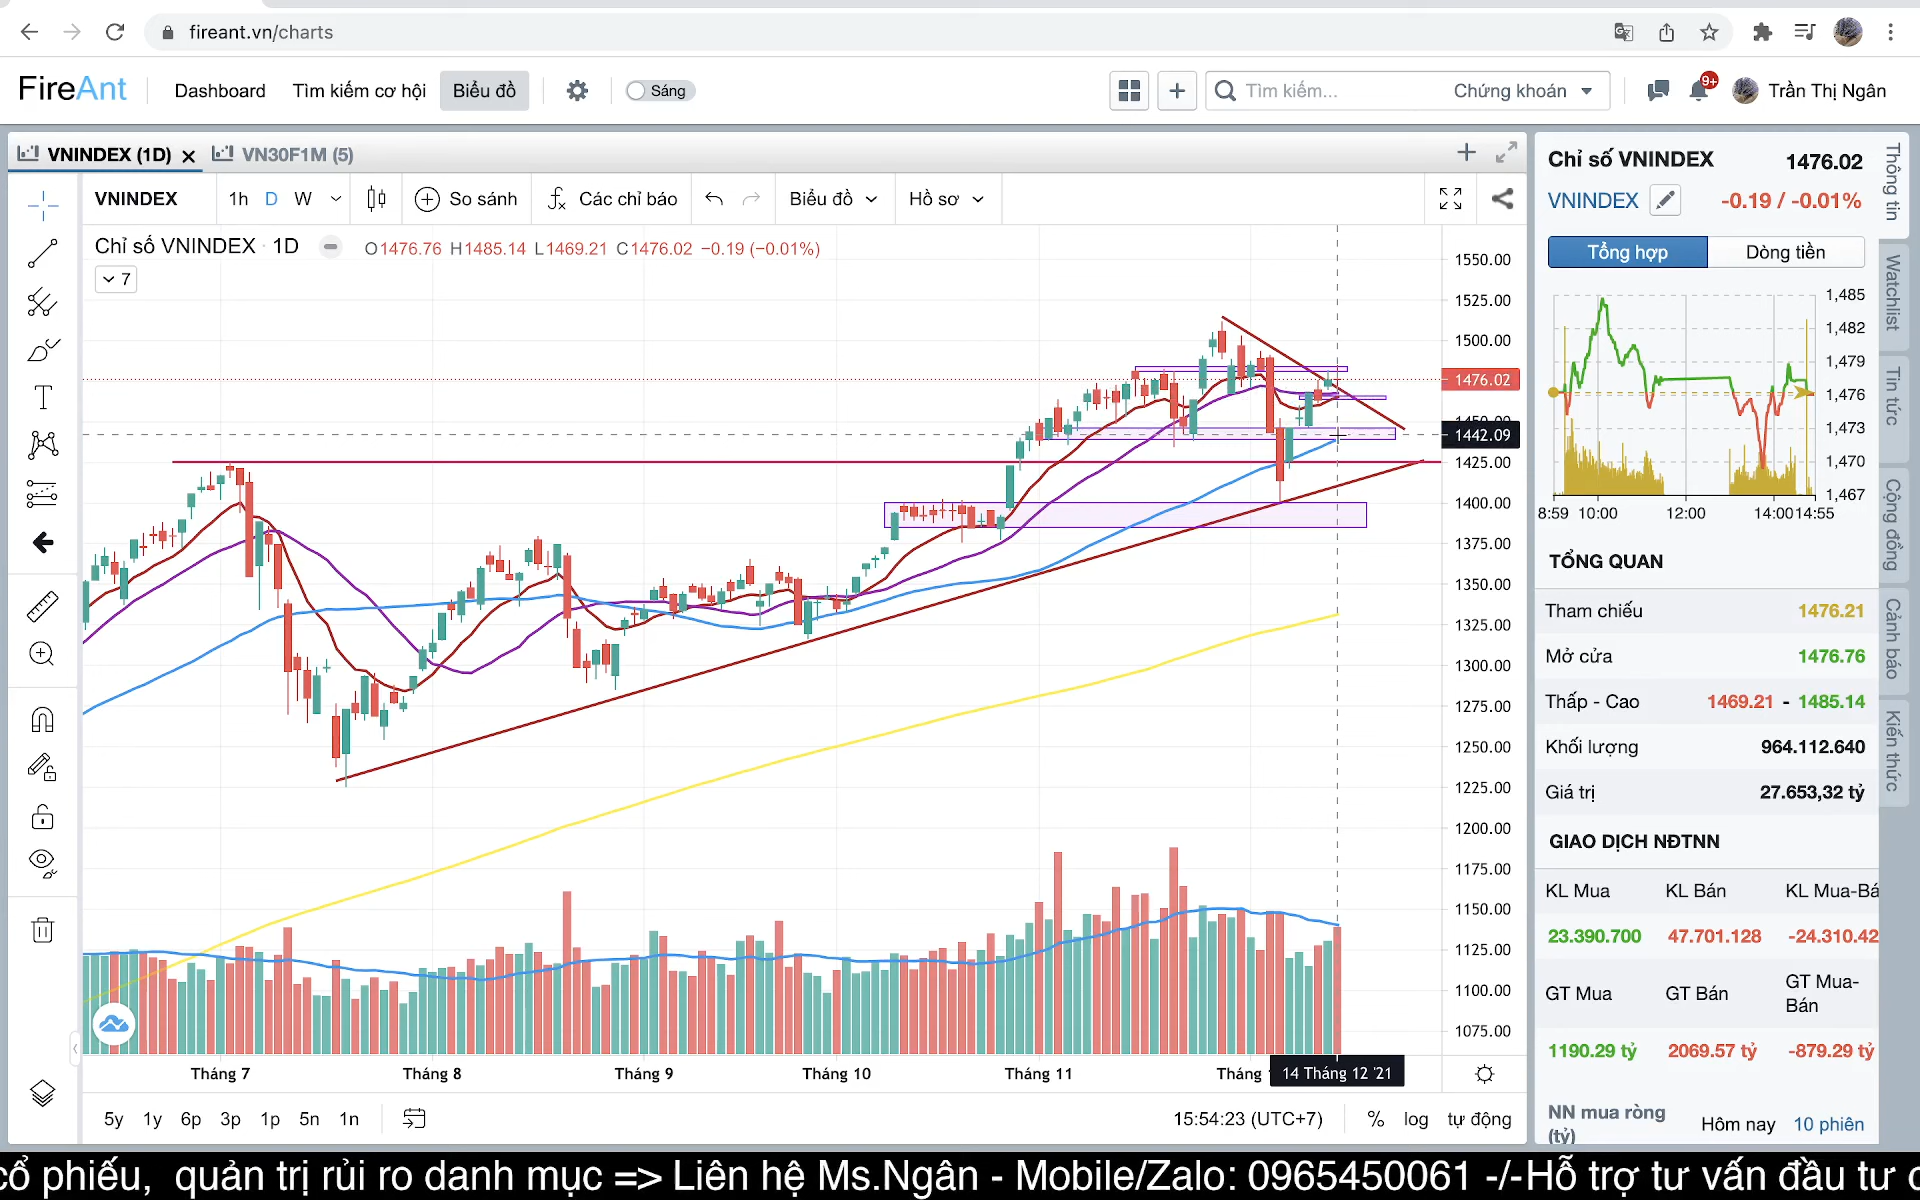 fireant.vn/charts
FireAnt
Dashboard
Tìm kiếm cơ hội
Biểu đồ
Sáng
Tìm kiếm...
Chứng khoán
9+
Trần Thị Ngân
VNINDEX (1D)
VN30F1M (5)
VNINDEX
1h D W
So sánh
Các chỉ báo
Biểu đồ
Hồ sơ
Chỉ số VNINDEX · 1D
O1476.76 H1485.14 L1469.21 C1476.02 −0.19 (−0.01%)
7
1550.00
1525.00
1500.00
1476.02
1450.00
1442.09
1425.00
1400.00
1375.00
1350.00
1325.00
1300.00
1275.00
1250.00
1225.00
1200.00
1175.00
1150.00
1125.00
1100.00
1075.00
Tháng 7
Tháng 8
Tháng 9
Tháng 10
Tháng 11
Tháng
14 Tháng 12 '21
5y 1y 6p 3p 1p 5n 1n
15:54:23 (UTC+7)
% log tự động
Chỉ số VNINDEX 1476.02
VNINDEX -0.19 / -0.01%
Tổng hợp
Dòng tiền
1,485
1,482
1,479
1,476
1,473
1,470
1,467
8:59 10:00 12:00 14:00 14:55
TỔNG QUAN
Tham chiếu 1476.21
Mở cửa 1476.76
Thấp - Cao 1469.21 - 1485.14
Khối lượng 964.112.640
Giá trị 27.653,32 tỷ
GIAO DỊCH NĐTNN
KL Mua KL Bán KL Mua-Bá
23.390.700 47.701.128 -24.310.42
GT Mua GT Bán GT Mua-Bán
1190.29 tỷ 2069.57 tỷ -879.29 tỷ
NN mua ròng (tỷ)
Hôm nay 10 phiên
Thông tin
Watchlist
Tin tức
Cộng đồng
Cảnh báo
Kiến thức
cổ phiếu, quản trị rủi ro danh mục => Liên hệ Ms.Ngân - Mobile/Zalo: 0965450061 -/-Hỗ trợ tư vấn đầu tư c